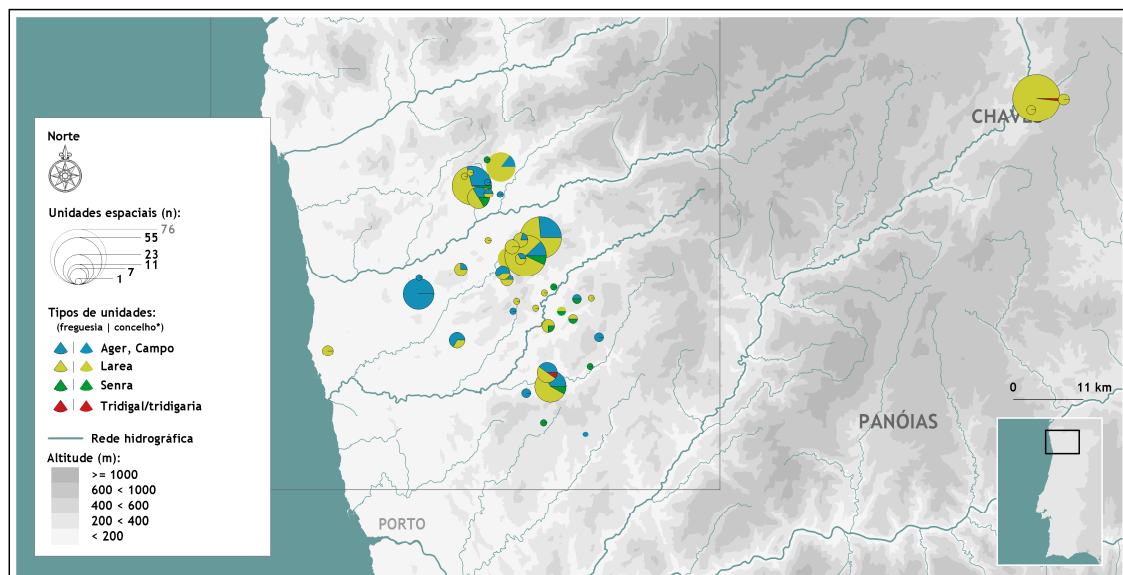 Norte
Unidades espaciais (n):
76
55
23
11
7
1
Tipos de unidades:
(freguesia | concelho*)
Ager, Campo
Larea
Senra
Tridigal/tridigaria
Rede hidrográfica
Altitude (m):
>= 1000
600 < 1000
400 < 600
200 < 400
< 200
CHAVES
PANÓIAS
PORTO
0 11 km